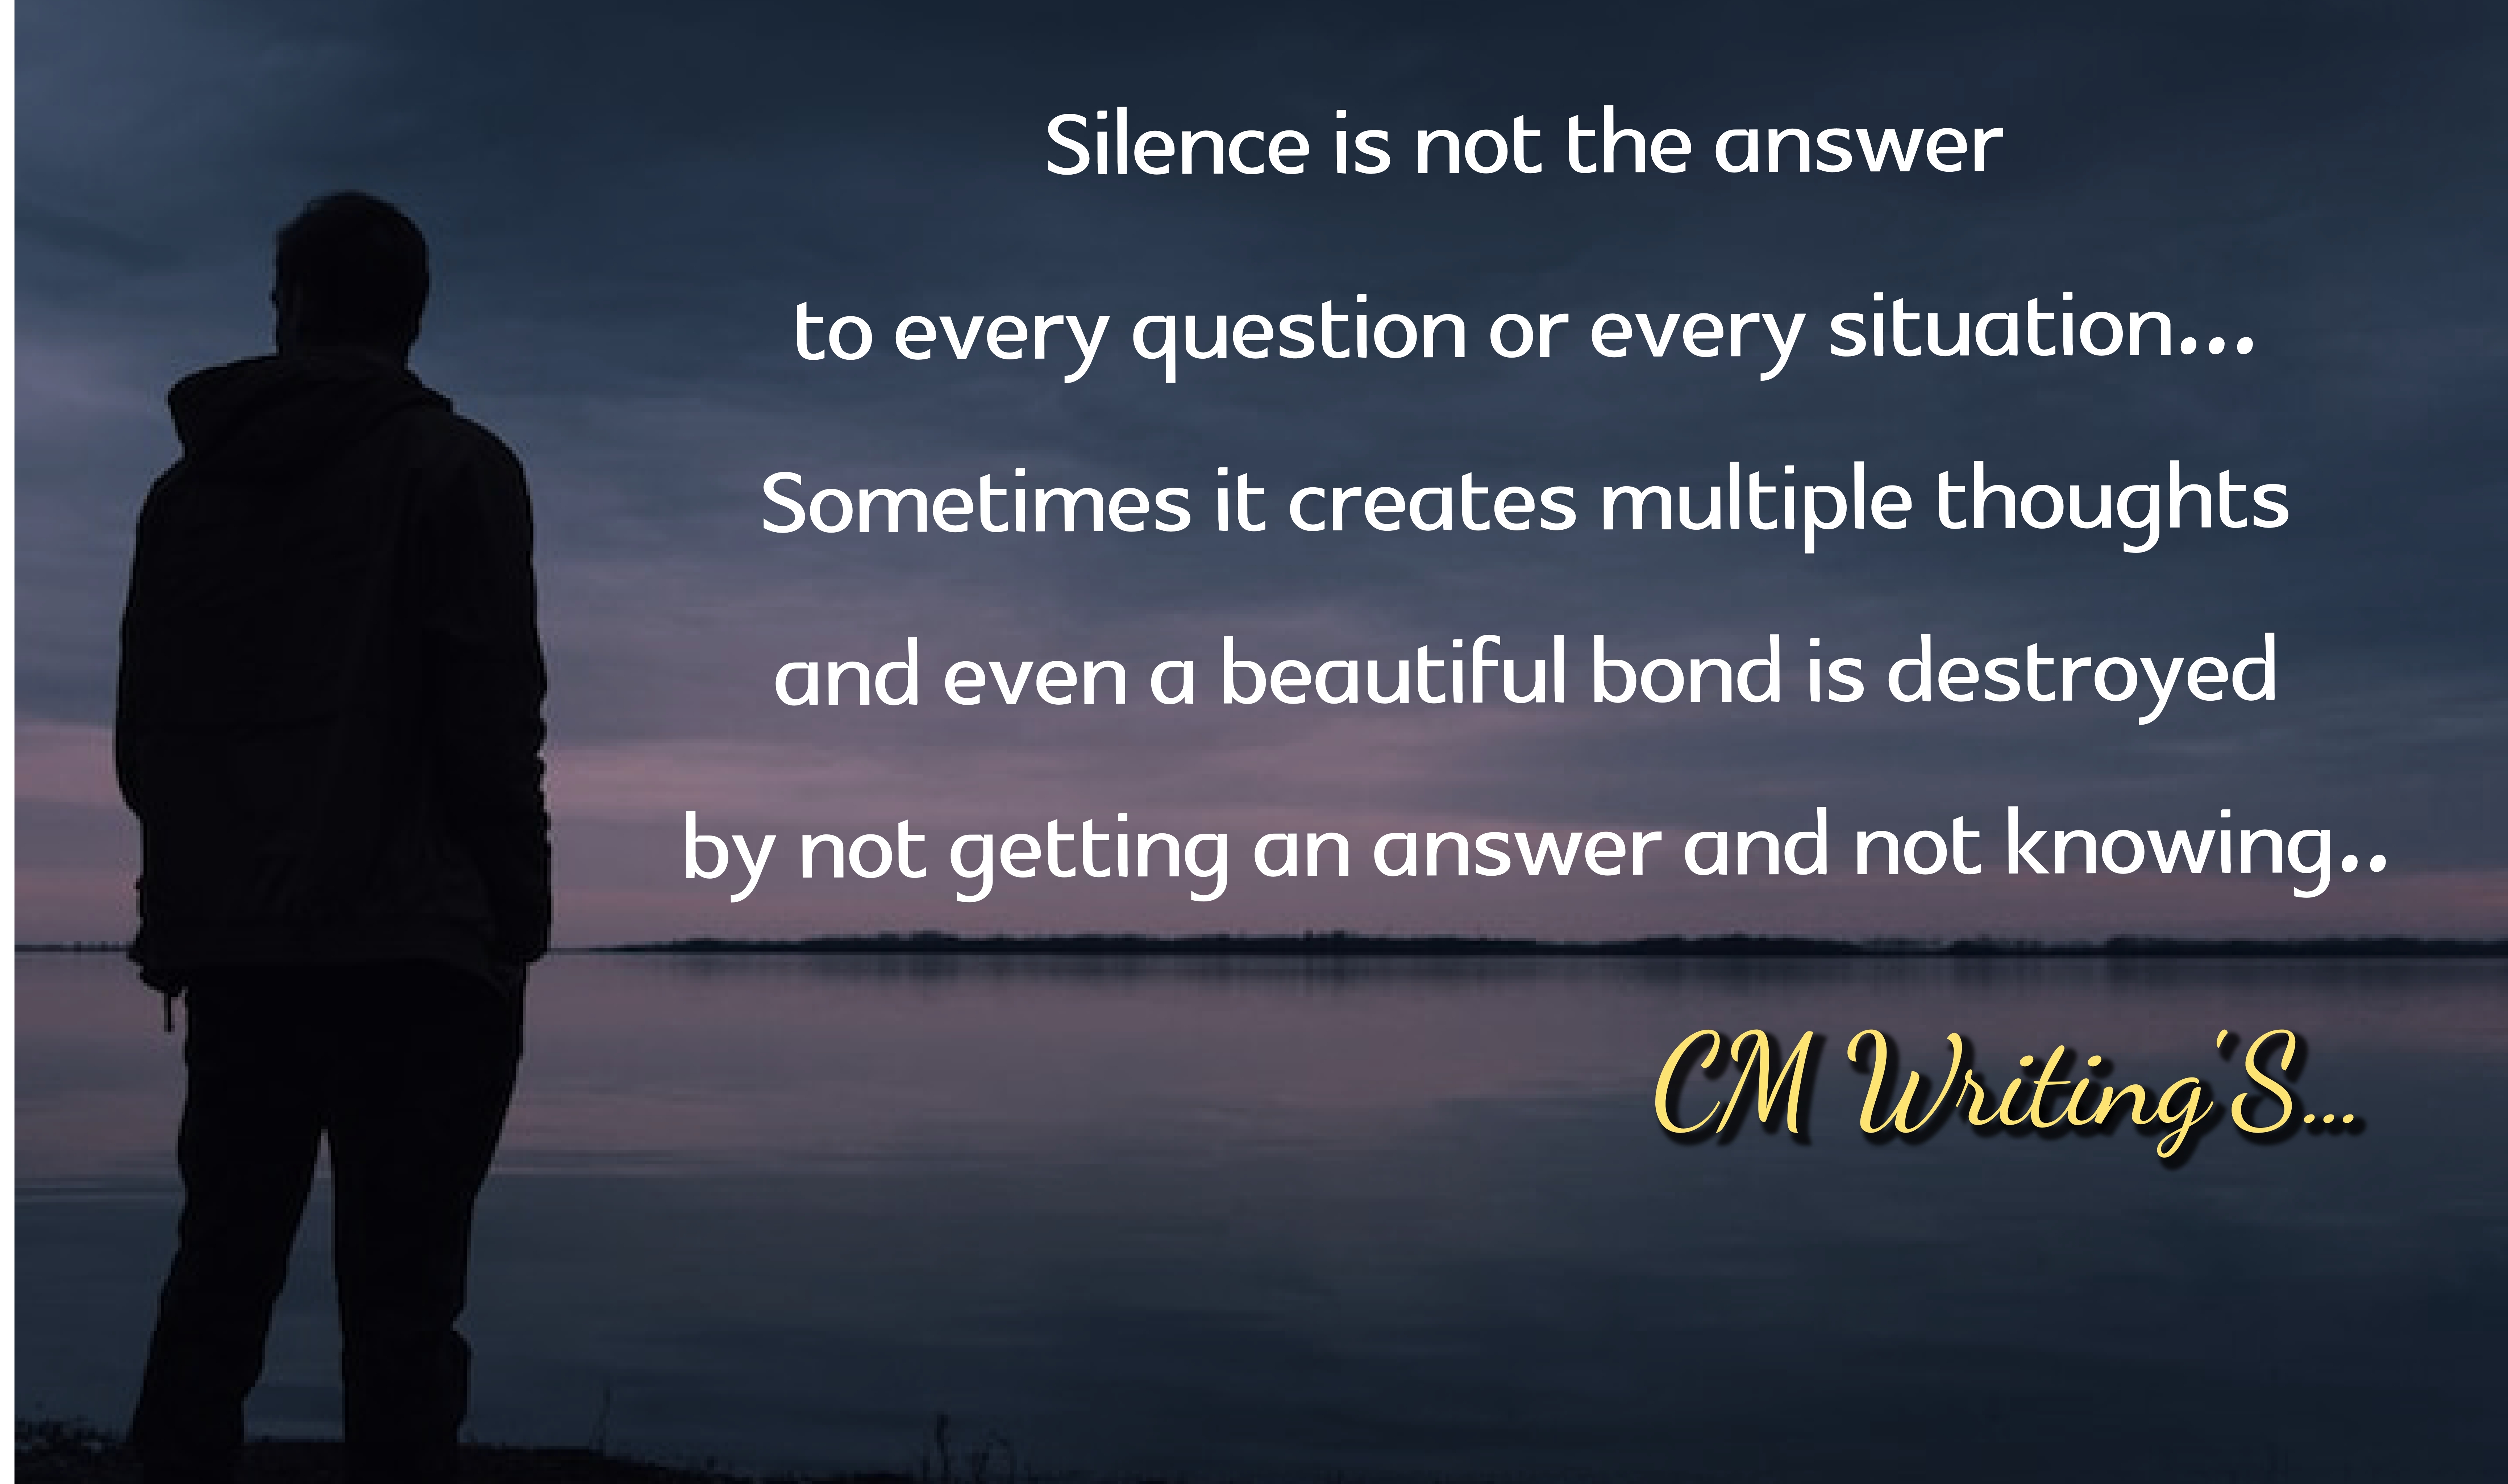 Silence is not the answer
to every question or every situation...
Sometimes it creates multiple thoughts
and even a beautiful bond is destroyed
by not getting an answer and not knowing..
CM Writing'S...